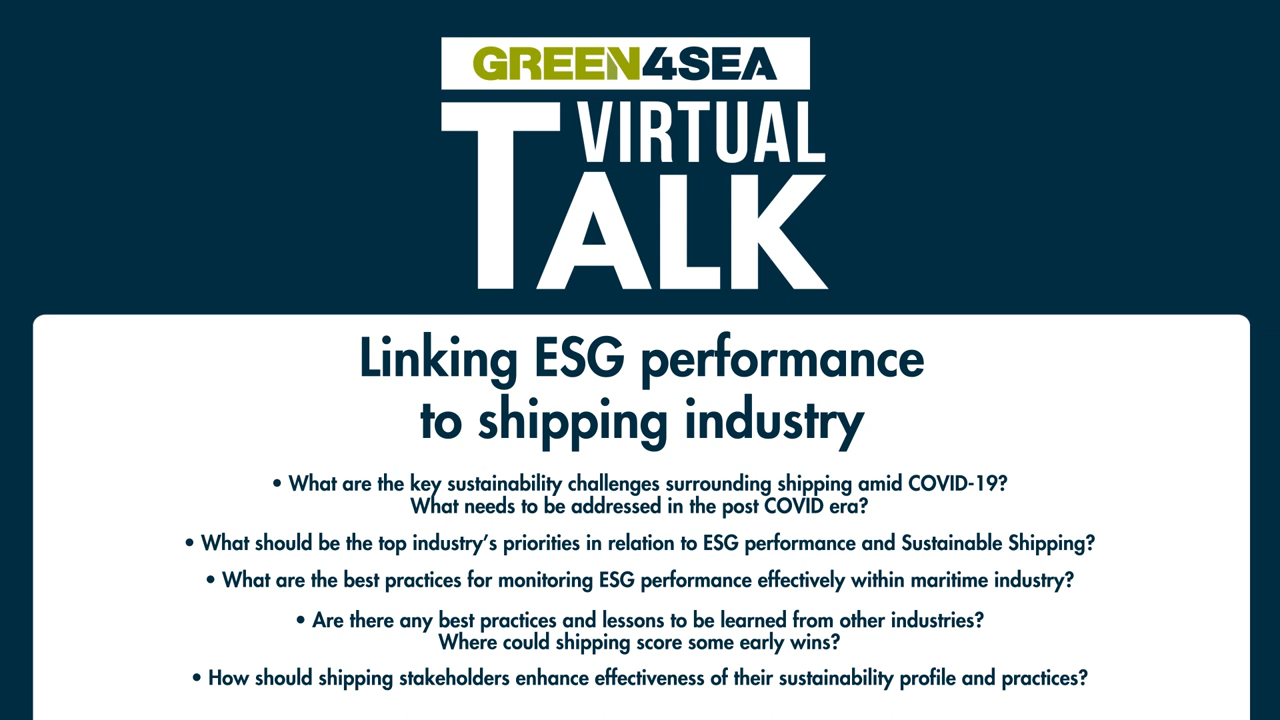 GREEN4SEA
VIRTUAL
TALK
Linking ESG performance
to shipping industry
• What are the key sustainability challenges surrounding shipping amid COVID-19?
What needs to be addressed in the post COVID era?
• What should be the top industry’s priorities in relation to ESG performance and Sustainable Shipping?
• What are the best practices for monitoring ESG performance effectively within maritime industry?
• Are there any best practices and lessons to be learned from other industries?
Where could shipping score some early wins?
• How should shipping stakeholders enhance effectiveness of their sustainability profile and practices?